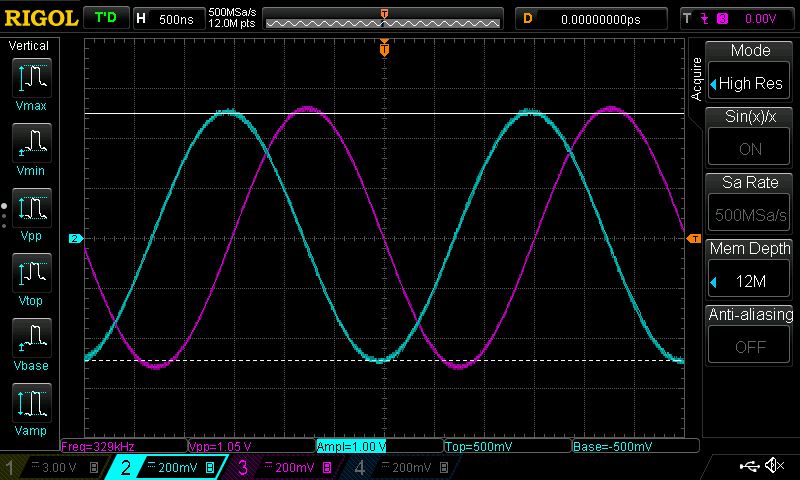 RIGOL T'D H 500ns 500MSa/s 12.0M pts T D 0.00000000ps T 3 0.00V
Vertical
Vmax
Vmin
Vpp
Vtop
Vbase
Vamp
T
2
T
Acquire
Mode
High Res
Sin(x)/x
ON
Sa Rate
500MSa/s
Mem Depth
12M
Anti-aliasing
OFF
Freq=329kHz Vpp=1.05 V Ampl=1.00 V Top=500mV Base=-500mV
1 3.00 V B 2 200mV B 3 200mV B 4 200mV B